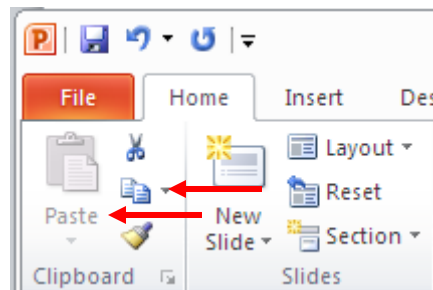 P
File Home Insert Des
Layout
Reset
Paste New
Slide Section
Clipboard Slides